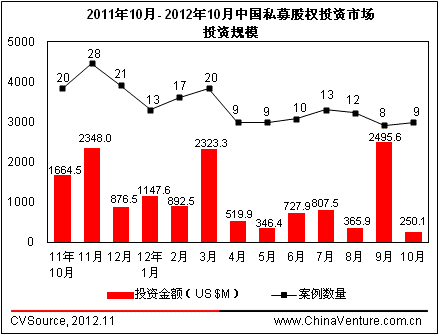 2011年10月- 2012年10月中国私募股权投资市场
投资规模
5000
4000
3000
2000
1000
0
20 28 21 13 17 20 9 9 10 13 12 8 9
1664.5 2348.0 876.5 1147.6 892.5 2323.3 519.9 346.4 727.9 807.5 365.9 2495.6 250.1
11年 11月 12月 12年 2月 3月 4月 5月 6月 7月 8月 9月 10月
10月 1月
投资金额（US $M） 案例数量
CVSource, 2012.11 www.ChinaVenture.com.cn